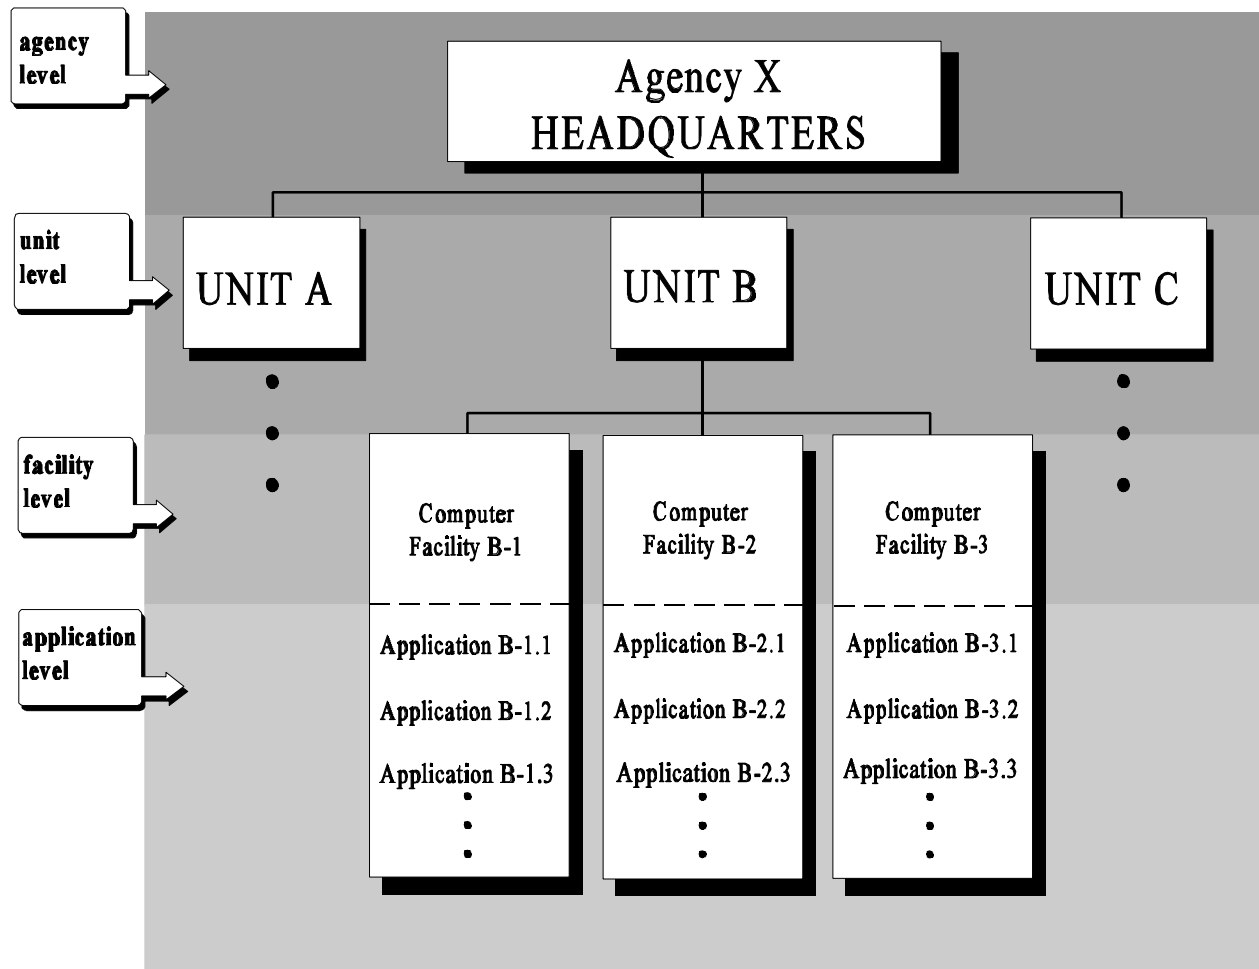 agency
level
Agency X
HEADQUARTERS
unit
level
UNIT A
UNIT B
UNIT C
facility
level
Computer
Facility B-1
Computer
Facility B-2
Computer
Facility B-3
application
level
Application B-1.1
Application B-1.2
Application B-1.3
Application B-2.1
Application B-2.2
Application B-2.3
Application B-3.1
Application B-3.2
Application B-3.3